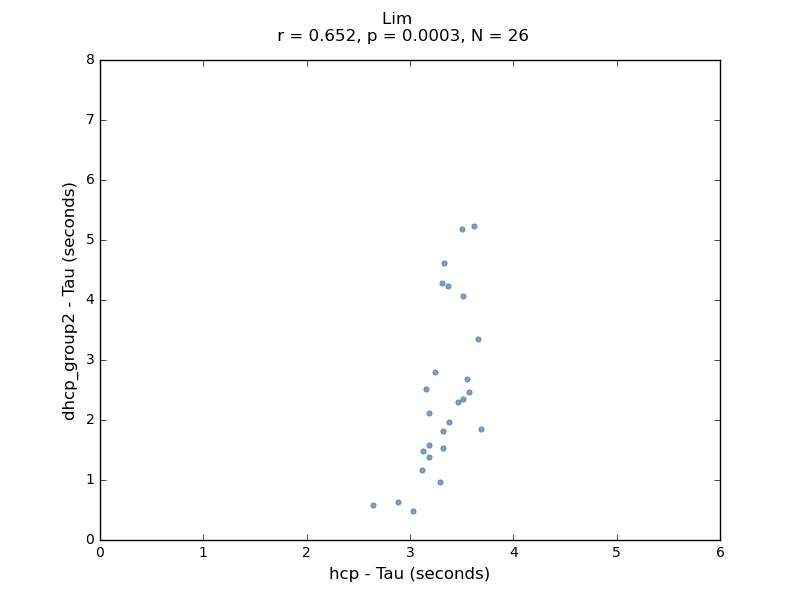 Lim
r = 0.652, p = 0.0003, N = 26
8
7
6
5
4
3
2
1
0
dhcp_group2 - Tau (seconds)
0 1 2 3 4 5 6
hcp - Tau (seconds)